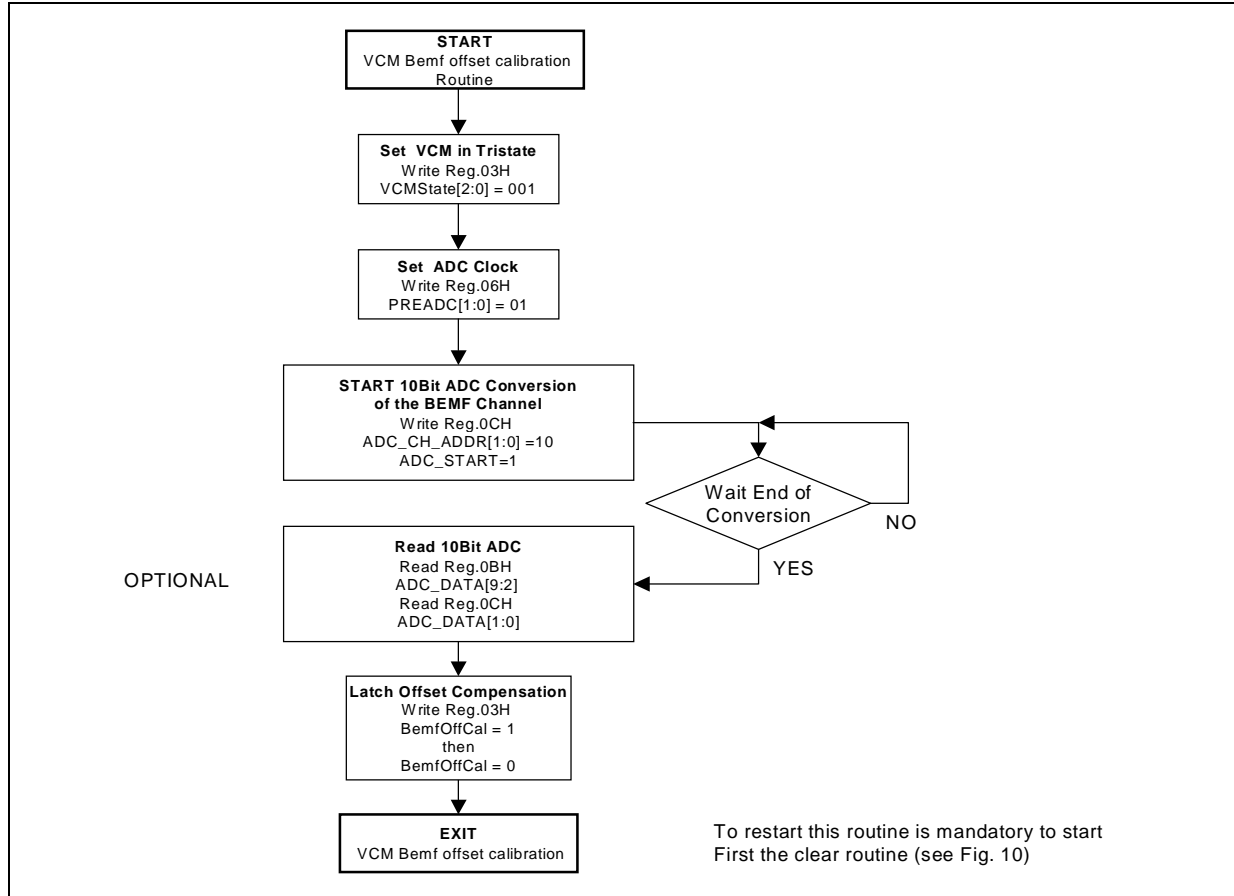 START
VCM Bemf offset calibration
Routine
Set VCM in Tristate
Write Reg.03H
VCMState[2:0] = 001
Set ADC Clock
Write Reg.06H
PREADC[1:0] = 01
START 10Bit ADC Conversion
of the BEMF Channel
Write Reg.0CH
ADC_CH_ADDR[1:0] =10
ADC_START=1
Wait End of
Conversion
NO
YES
OPTIONAL
Read 10Bit ADC
Read Reg.0BH
ADC_DATA[9:2]
Read Reg.0CH
ADC_DATA[1:0]
Latch Offset Compensation
Write Reg.03H
BemfOffCal = 1
then
BemfOffCal = 0
EXIT
VCM Bemf offset calibration
To restart this routine is mandatory to start
First the clear routine (see Fig. 10)